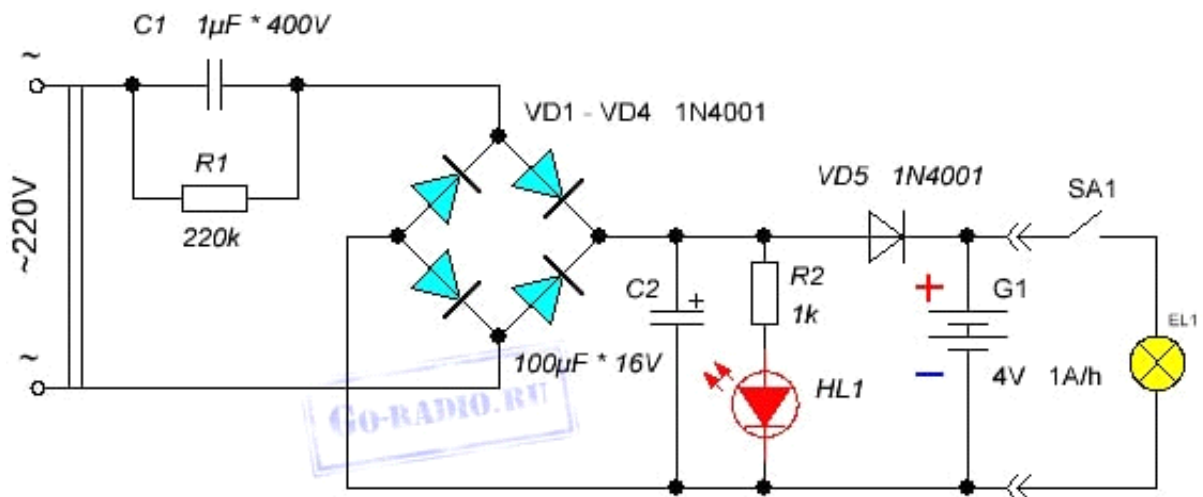 C1 1µF * 400V
~
R1
220k
~220V
~
VD1 - VD4 1N4001
VD5 1N4001
SA1
C2
+
R2
1k
+
G1
EL1
100µF * 16V
HL1
−
4V 1A/h
GO-RADIO.RU